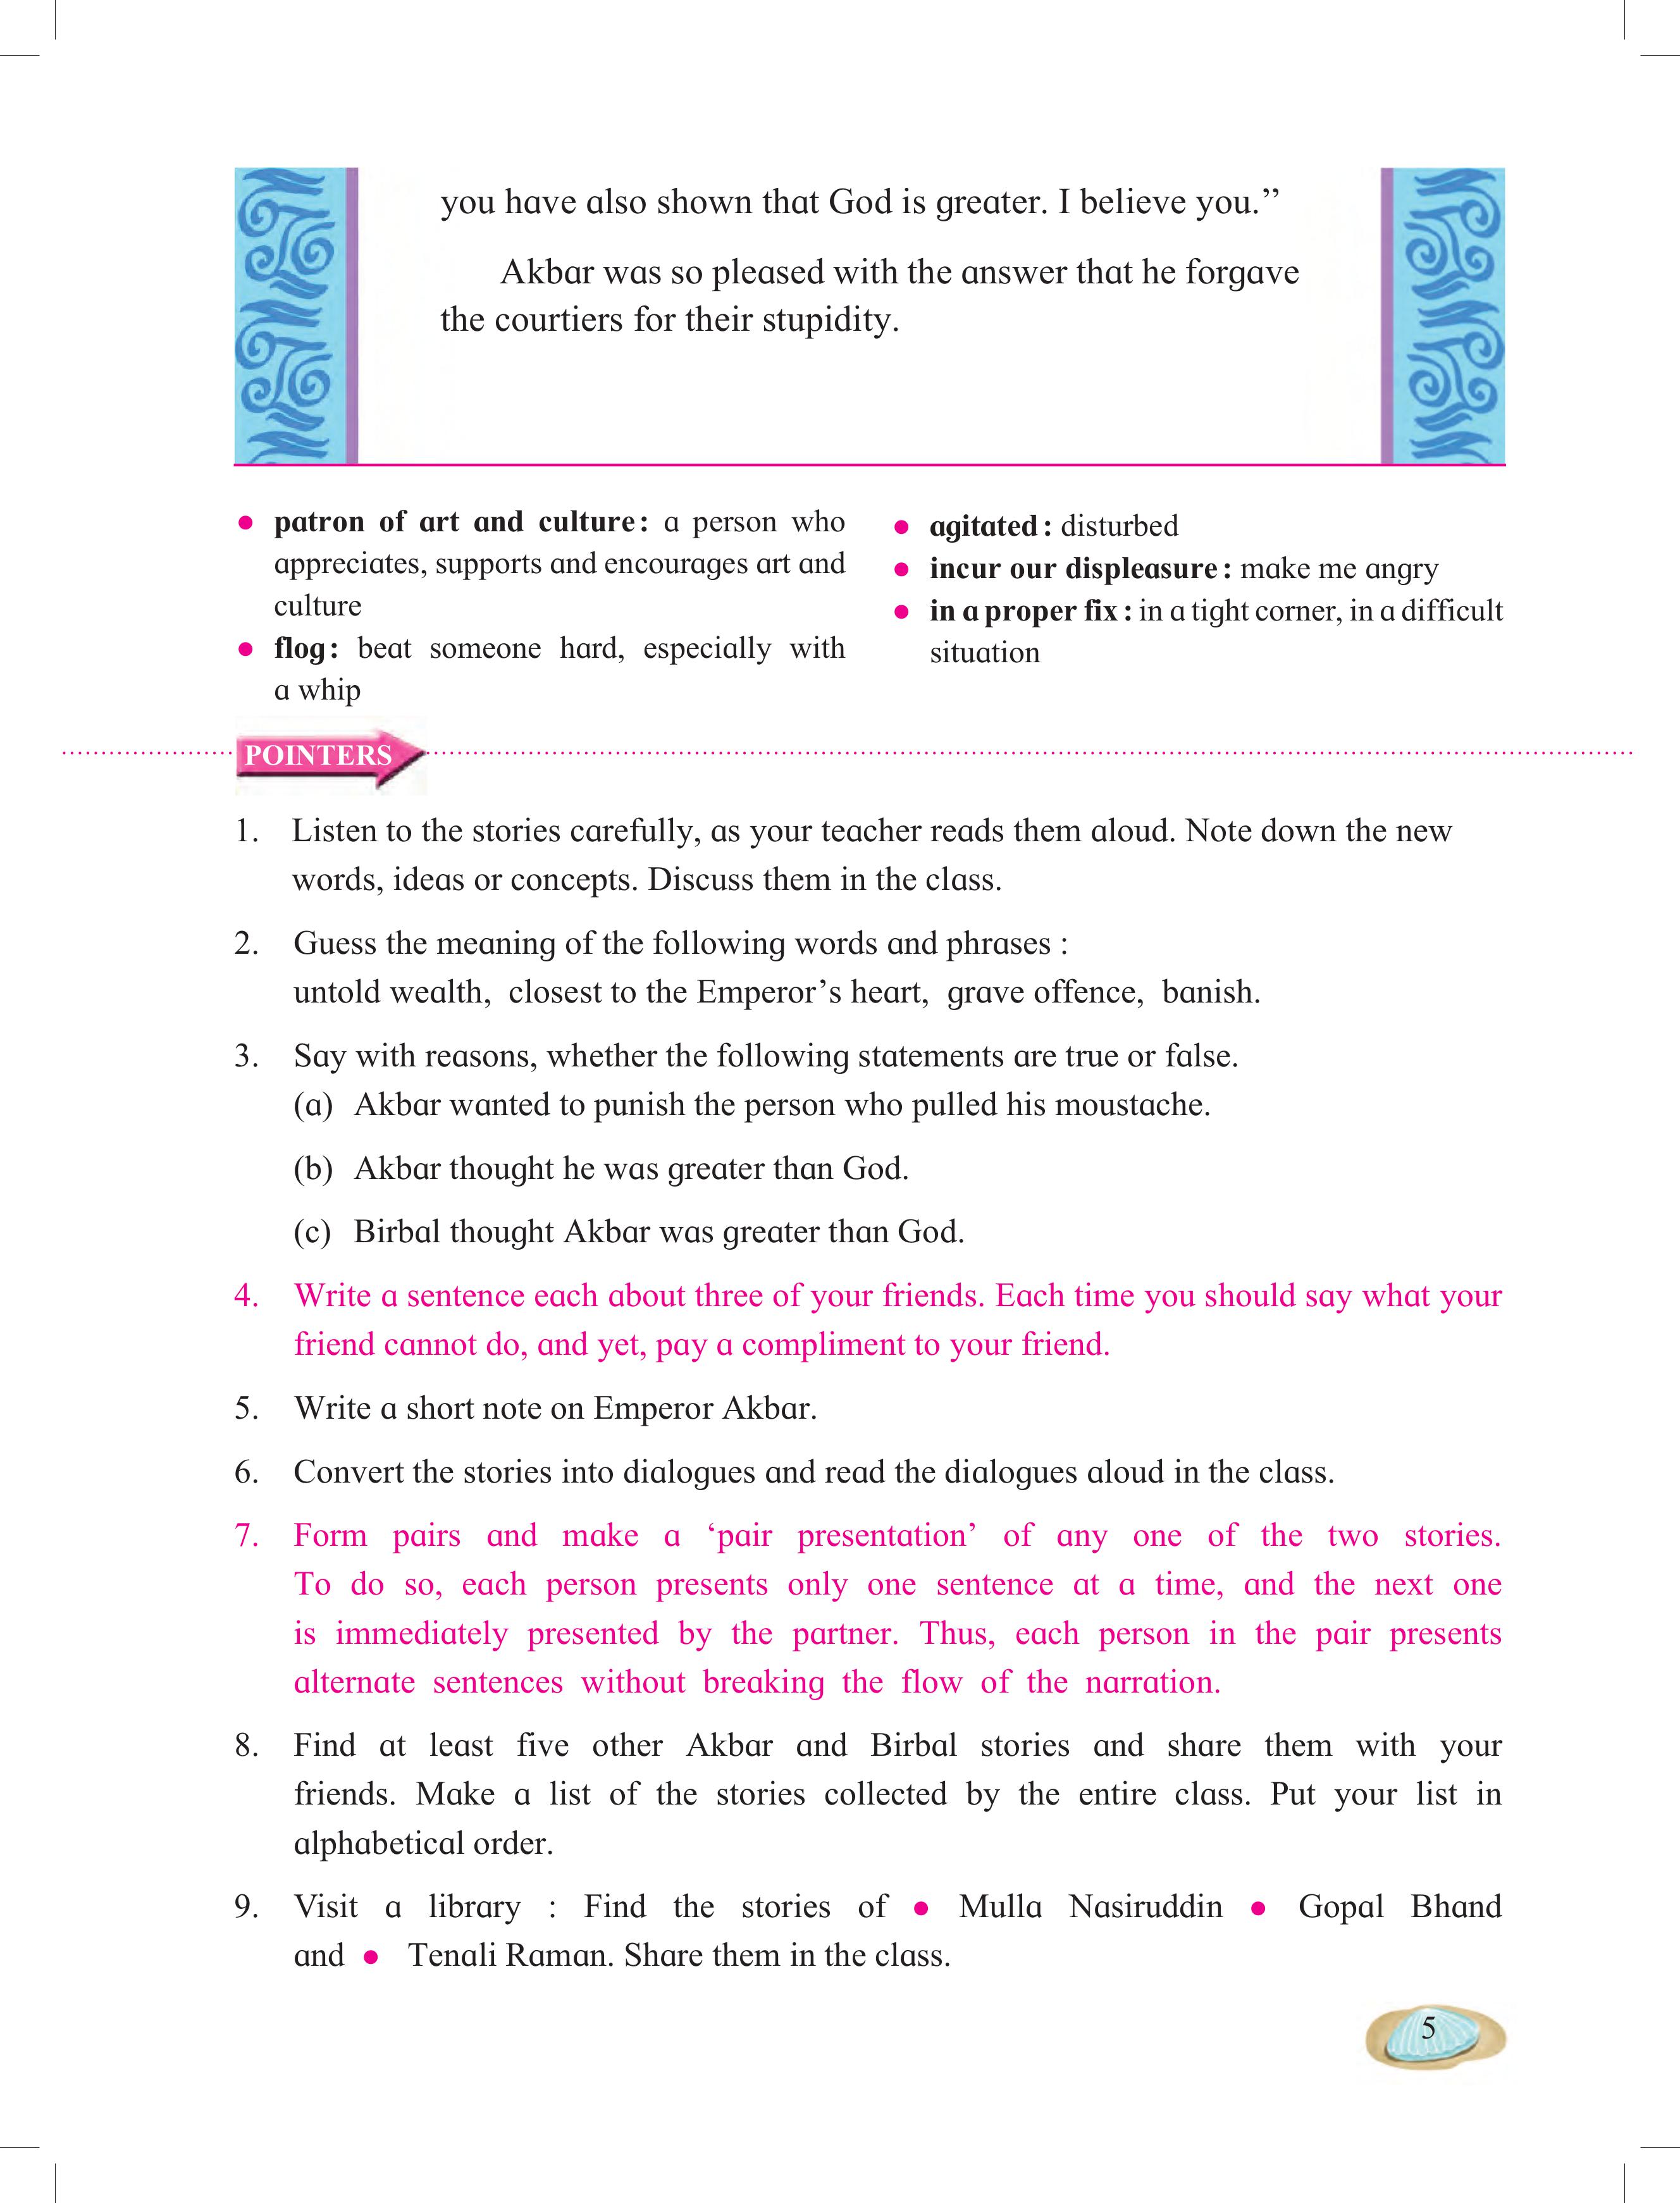 you have also shown that God is greater. I believe you.”
Akbar was so pleased with the answer that he forgave
the courtiers for their stupidity.
● patron of art and culture : a person who
appreciates, supports and encourages art and
culture
● flog : beat someone hard, especially with
a whip
● agitated : disturbed
● incur our displeasure : make me angry
● in a proper fix : in a tight corner, in a difficult
situation
POINTERS
1. Listen to the stories carefully, as your teacher reads them aloud. Note down the new
words, ideas or concepts. Discuss them in the class.
2. Guess the meaning of the following words and phrases :
untold wealth, closest to the Emperor’s heart, grave offence, banish.
3. Say with reasons, whether the following statements are true or false.
(a) Akbar wanted to punish the person who pulled his moustache.
(b) Akbar thought he was greater than God.
(c) Birbal thought Akbar was greater than God.
4. Write a sentence each about three of your friends. Each time you should say what your
friend cannot do, and yet, pay a compliment to your friend.
5. Write a short note on Emperor Akbar.
6. Convert the stories into dialogues and read the dialogues aloud in the class.
7. Form pairs and make a ‘pair presentation’ of any one of the two stories.
To do so, each person presents only one sentence at a time, and the next one
is immediately presented by the partner. Thus, each person in the pair presents
alternate sentences without breaking the flow of the narration.
8. Find at least five other Akbar and Birbal stories and share them with your
friends. Make a list of the stories collected by the entire class. Put your list in
alphabetical order.
9. Visit a library : Find the stories of ● Mulla Nasiruddin ● Gopal Bhand
and ● Tenali Raman. Share them in the class.
5